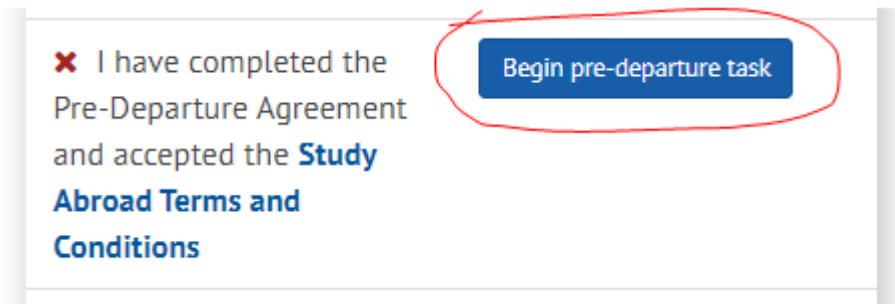 ✖ I have completed the
Pre-Departure Agreement
and accepted the Study
Abroad Terms and
Conditions
Begin pre-departure task